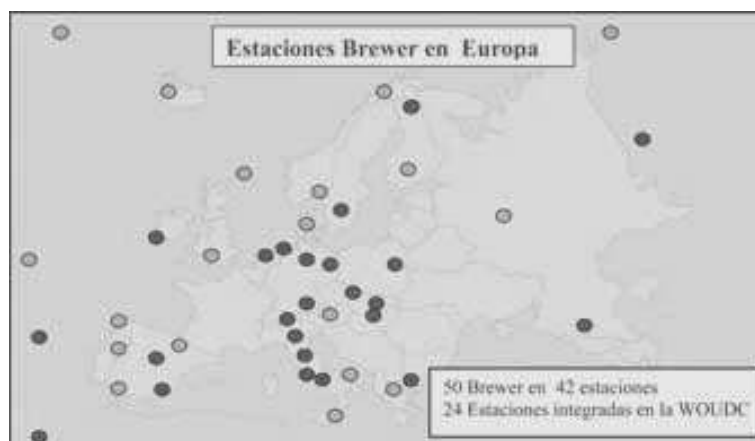 Estaciones Brewer en Europa
50 Brewer en 42 estaciones
24 Estaciones integradas en la WOUDC